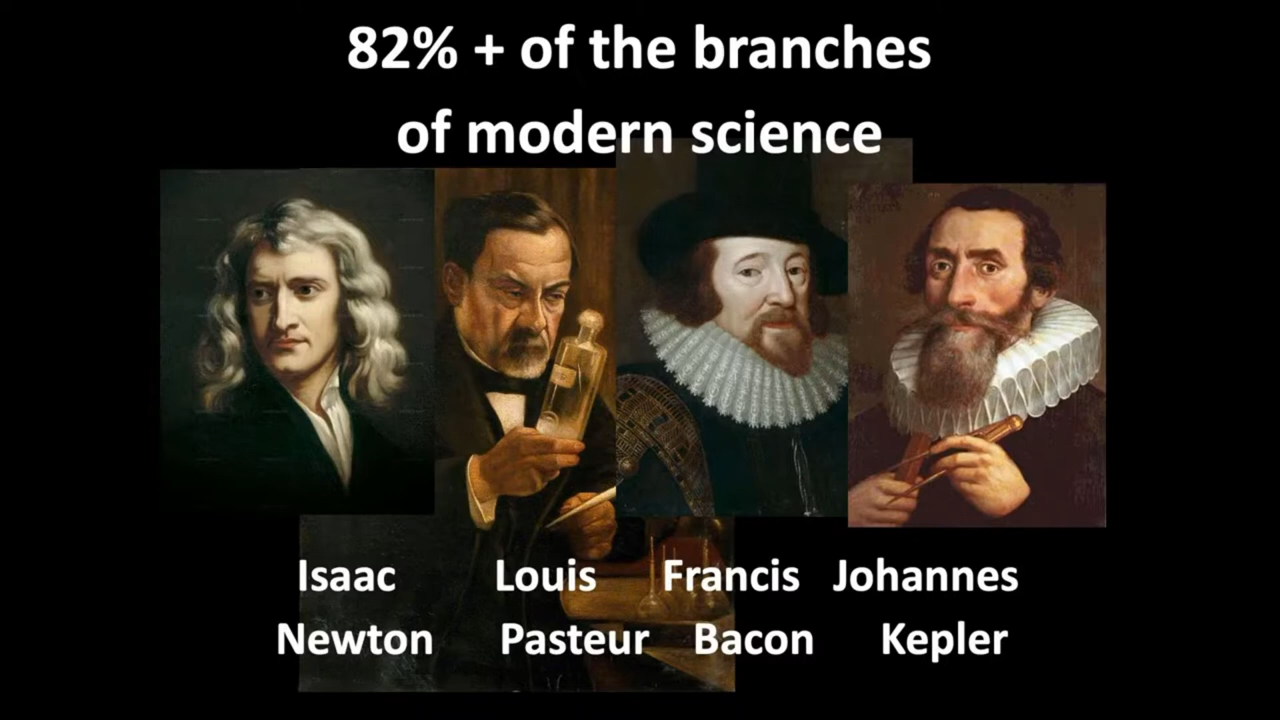 82% + of the branches
of modern science
Isaac Louis Francis Johannes
Newton Pasteur Bacon Kepler